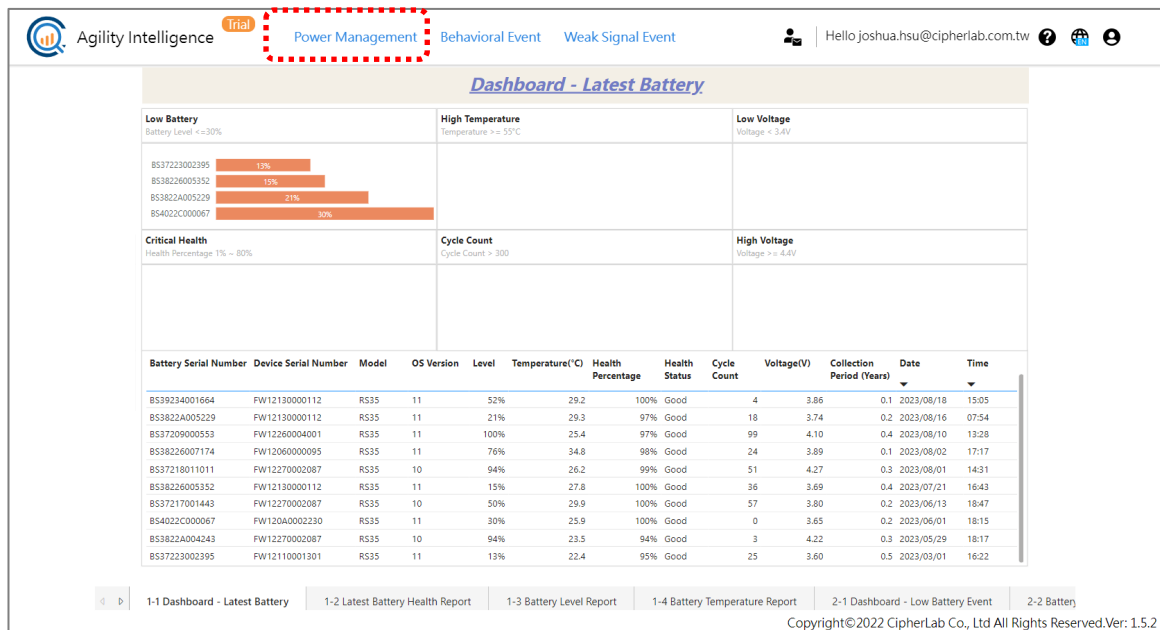 Agility Intelligence Trial Power Management Behavioral Event Weak Signal Event Hello joshua.hsu@cipherlab.com.tw ? EN
Dashboard - Latest Battery
Low Battery High Temperature Low Voltage
Battery Level <=30% Temperature >= 55°C Voltage < 3.4V
BS37223002395 13%
BS38226005352 15%
BS3822A005229 21%
BS4022C000067 30%
Critical Health Cycle Count High Voltage
Health Percentage 1% ~ 80% Cycle Count > 300 Voltage >= 4.4V
Battery Serial Number Device Serial Number Model OS Version Level Temperature(°C) Health Percentage Health Status Cycle Count Voltage(V) Collection Period (Years) Date Time
BS39234001664 FW12130000112 RS35 11 52% 29.2 100% Good 4 3.86 0.1 2023/08/18 15:05
BS3822A005229 FW12130000112 RS35 11 21% 29.3 97% Good 18 3.74 0.2 2023/08/16 07:54
BS37209000553 FW12260004001 RS35 11 100% 25.4 97% Good 99 4.10 0.4 2023/08/10 13:28
BS38226007174 FW12060000095 RS35 11 76% 34.8 98% Good 24 3.89 0.1 2023/08/02 17:17
BS37218011011 FW12270002087 RS35 10 94% 26.2 99% Good 51 4.27 0.3 2023/08/01 14:31
BS38226005352 FW12130000112 RS35 11 15% 27.8 100% Good 36 3.69 0.4 2023/07/21 16:43
BS37217001443 FW12270002087 RS35 10 50% 29.9 100% Good 57 3.80 0.2 2023/06/13 18:47
BS4022C000067 FW120A0002230 RS35 11 30% 25.9 100% Good 0 3.65 0.2 2023/06/01 18:15
BS3822A004243 FW12270002087 RS35 10 94% 23.5 94% Good 3 4.22 0.3 2023/05/29 18:17
BS37223002395 FW12110001301 RS35 11 13% 22.4 95% Good 25 3.60 0.5 2023/03/01 16:22
1-1 Dashboard - Latest Battery 1-2 Latest Battery Health Report 1-3 Battery Level Report 1-4 Battery Temperature Report 2-1 Dashboard - Low Battery Event 2-2 Battery
Copyright©2022 CipherLab Co., Ltd All Rights Reserved.Ver: 1.5.2